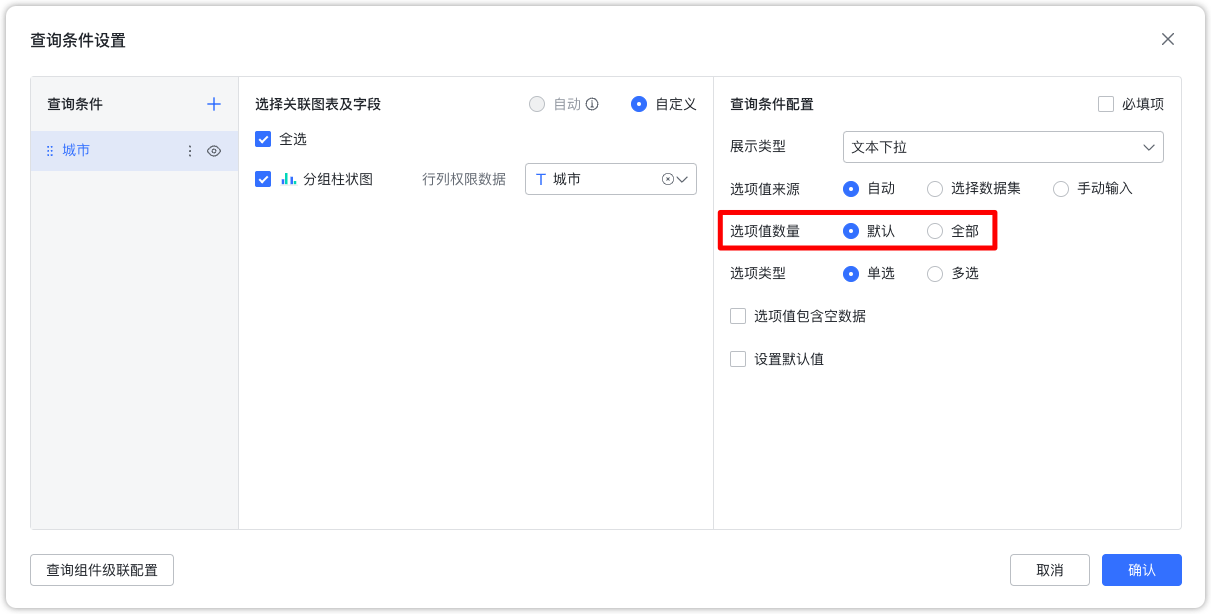 查询条件设置
查询条件
城市
选择关联图表及字段
自动
自定义
全选
分组柱状图
行列权限数据
T 城市
查询条件配置
必填项
展示类型
文本下拉
选项值来源
自动
选择数据集
手动输入
选项值数量
默认
全部
选项类型
单选
多选
选项值包含空数据
设置默认值
查询组件级联配置
取消
确认